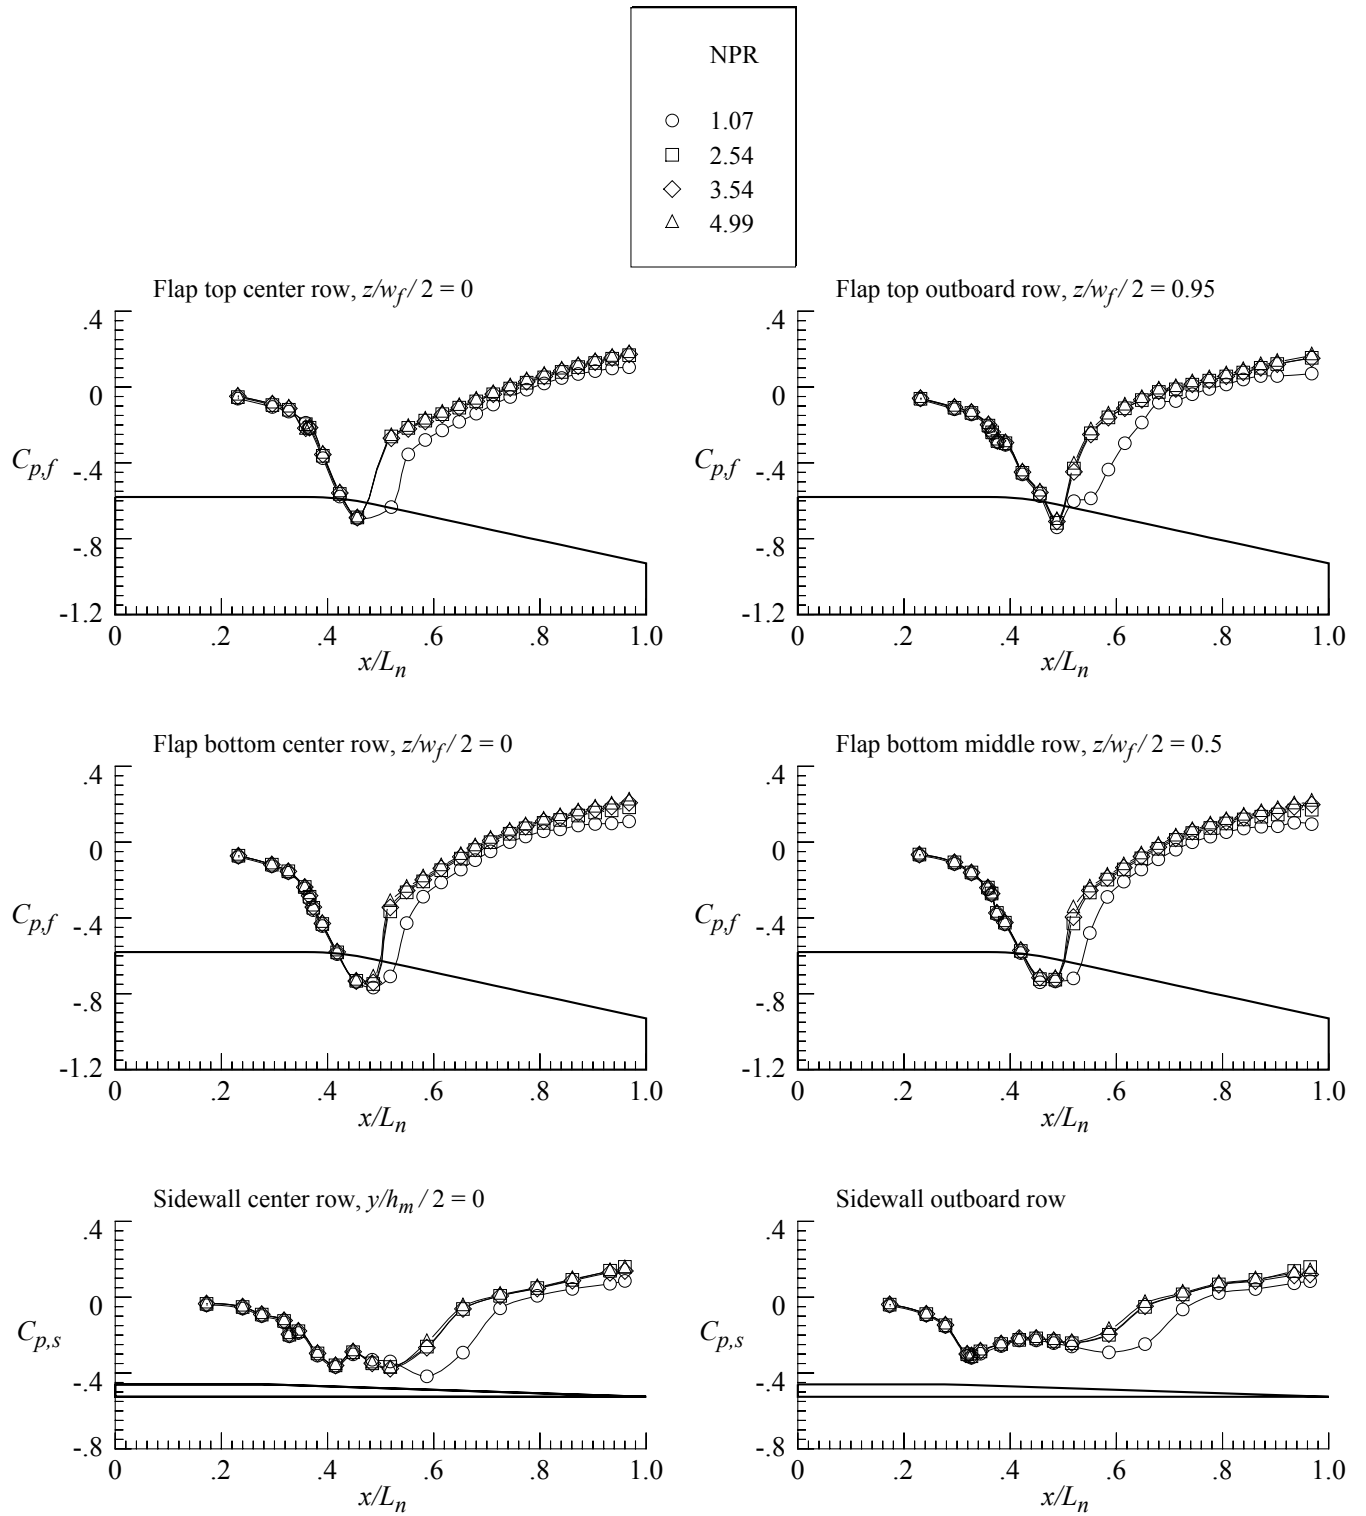 NPR
1.07
2.54
3.54
4.99
Flap top center row, z/w_f / 2 = 0
.4
0
-.4
-.8
-1.2
C_p,f
0 .2 .4 .6 .8 1.0
x/L_n
Flap top outboard row, z/w_f / 2 = 0.95
.4
0
-.4
-.8
-1.2
C_p,f
0 .2 .4 .6 .8 1.0
x/L_n
Flap bottom center row, z/w_f / 2 = 0
.4
0
-.4
-.8
-1.2
C_p,f
0 .2 .4 .6 .8 1.0
x/L_n
Flap bottom middle row, z/w_f / 2 = 0.5
.4
0
-.4
-.8
-1.2
C_p,f
0 .2 .4 .6 .8 1.0
x/L_n
Sidewall center row, y/h_m / 2 = 0
.4
0
-.4
-.8
C_p,s
0 .2 .4 .6 .8 1.0
x/L_n
Sidewall outboard row
.4
0
-.4
-.8
C_p,s
0 .2 .4 .6 .8 1.0
x/L_n